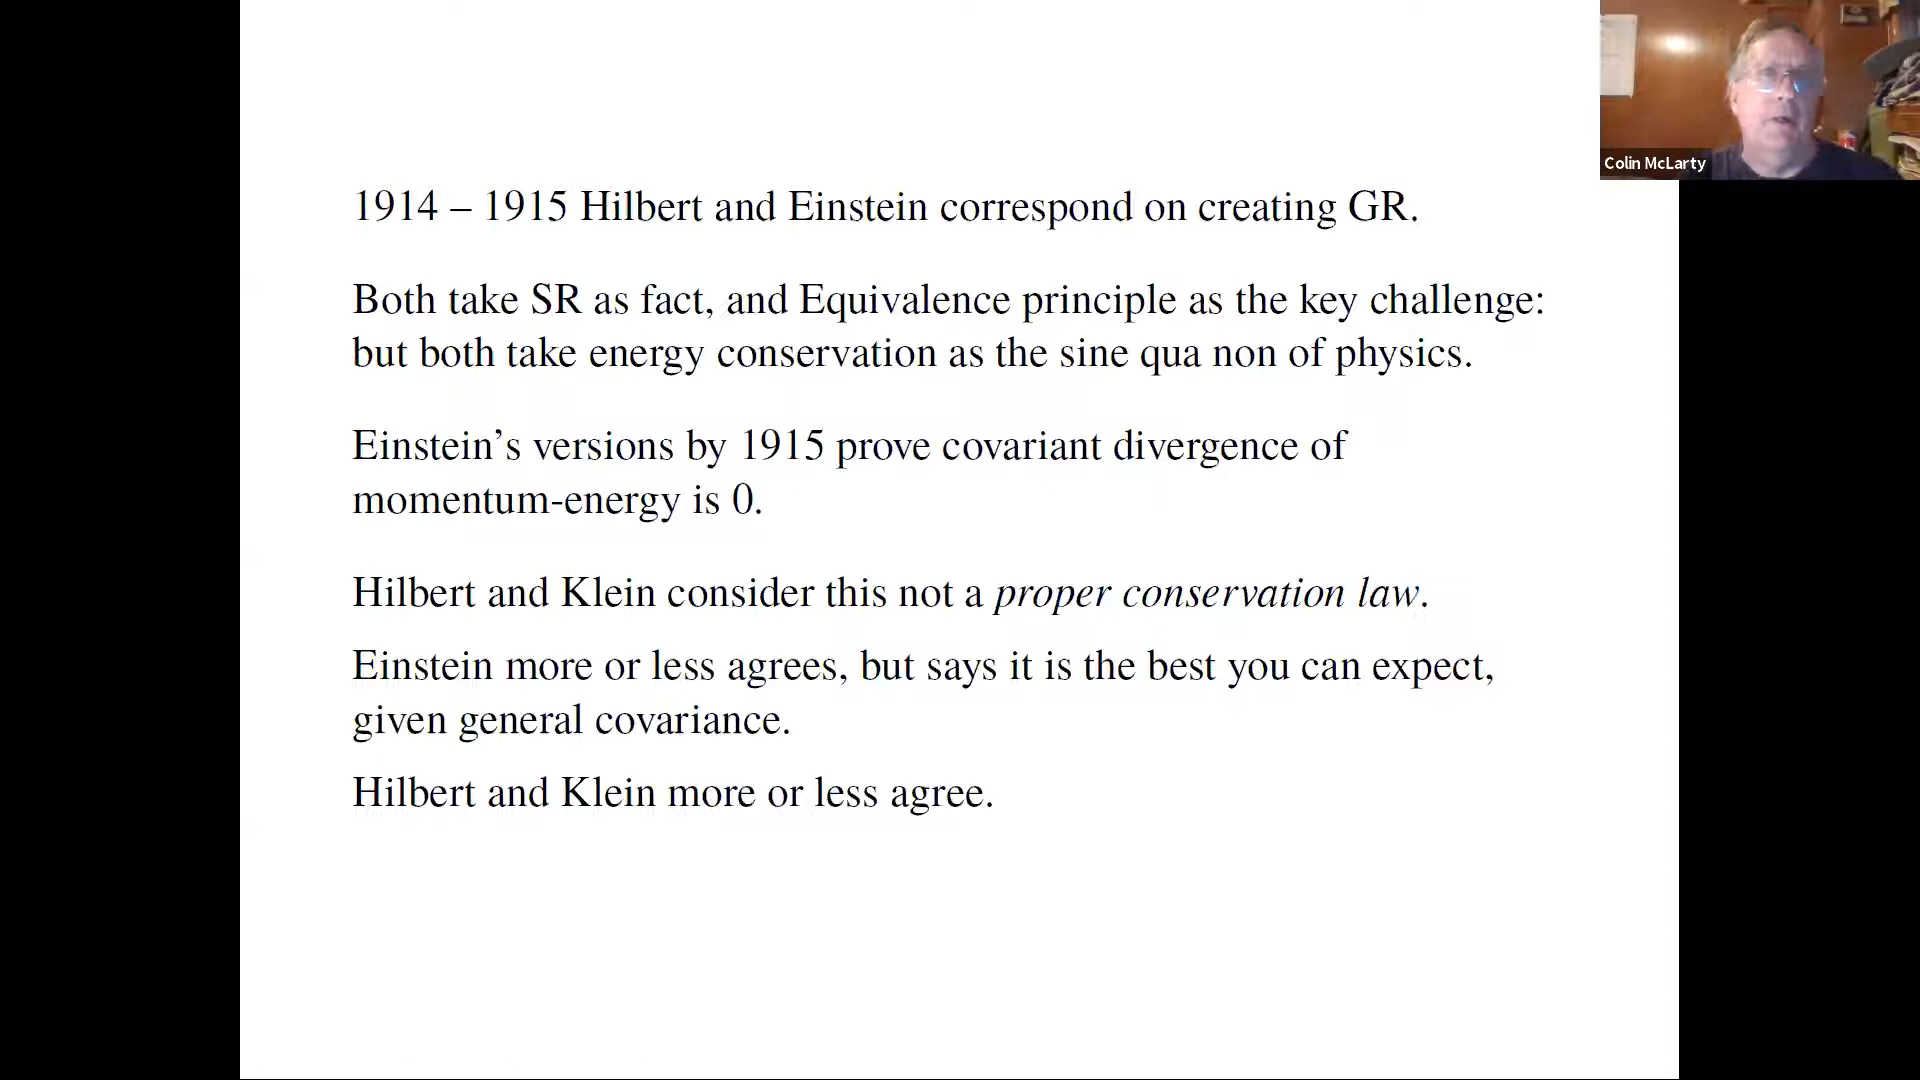 Colin McLarty
1914 – 1915 Hilbert and Einstein correspond on creating GR.
Both take SR as fact, and Equivalence principle as the key challenge:
but both take energy conservation as the sine qua non of physics.
Einstein’s versions by 1915 prove covariant divergence of
momentum-energy is 0.
Hilbert and Klein consider this not a proper conservation law.
Einstein more or less agrees, but says it is the best you can expect,
given general covariance.
Hilbert and Klein more or less agree.